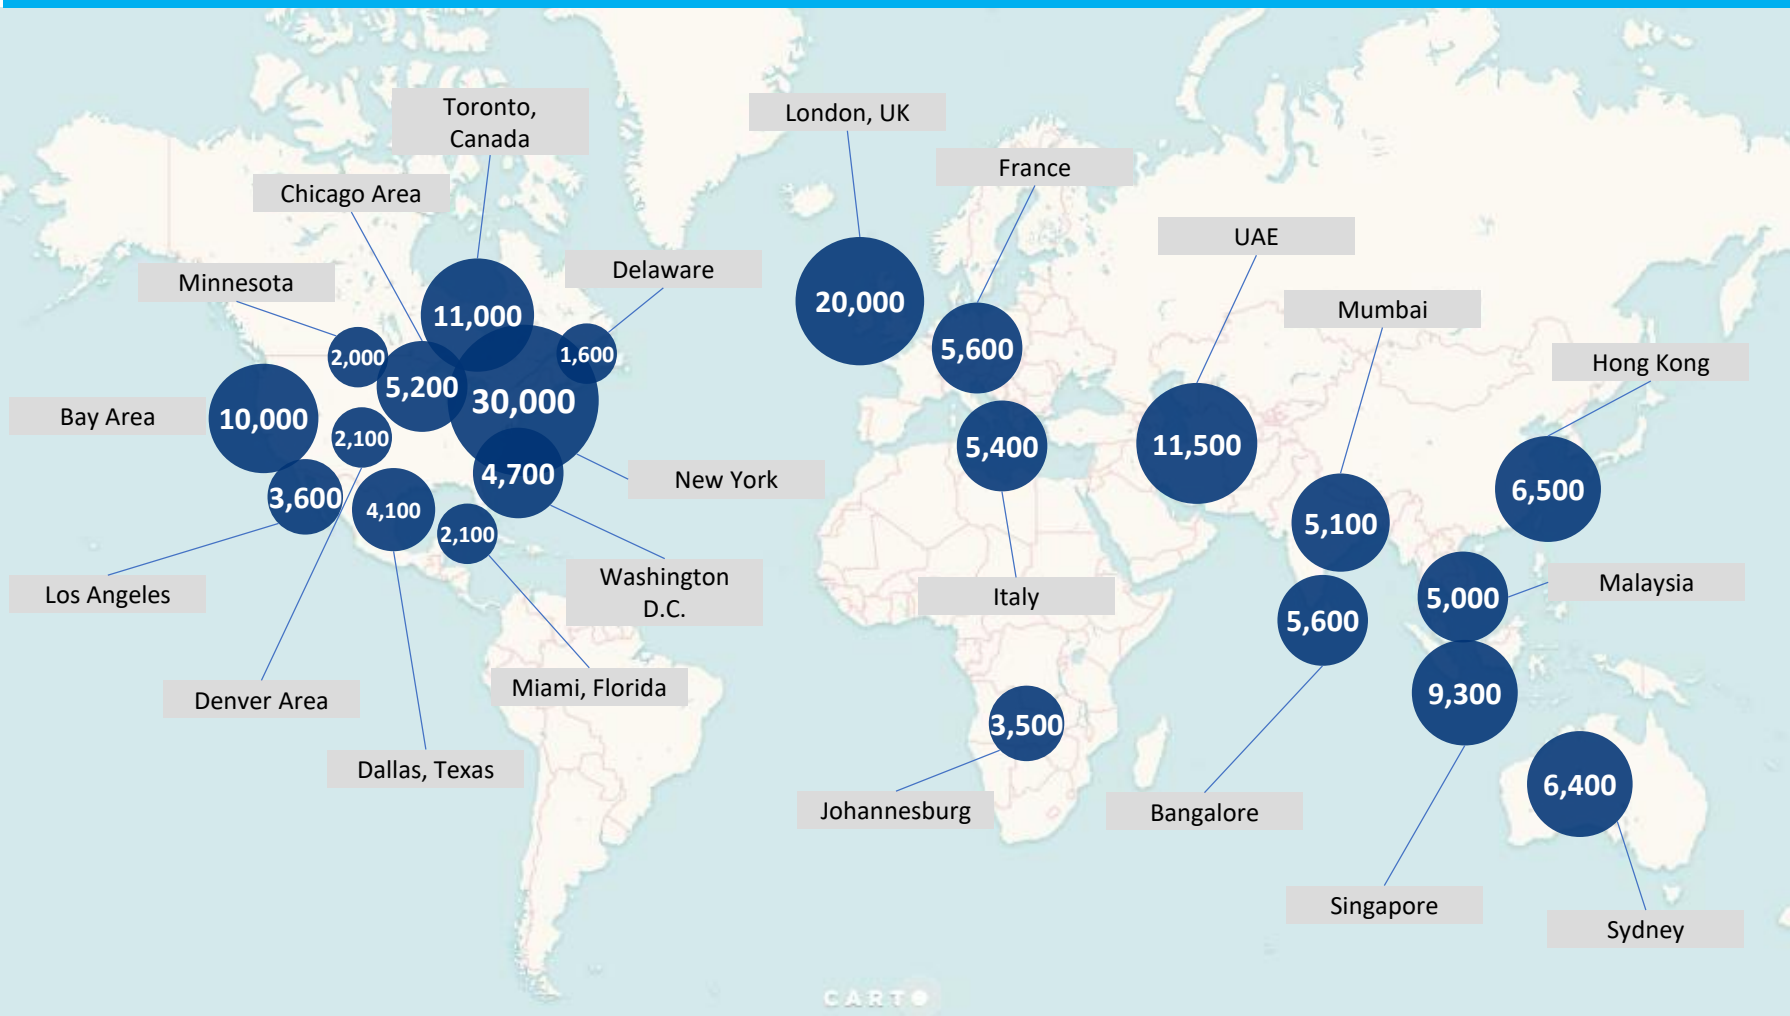 Toronto,
Canada
London, UK
France
Chicago Area
UAE
Delaware
Minnesota
Mumbai
20,000
11,000
Hong Kong
5,600
1,600
2,000
5,200
30,000
Bay Area
10,000
2,100
5,400
11,500
4,700
New York
6,500
3,600
4,100
5,100
2,100
Washington
D.C.
Malaysia
Los Angeles
Italy
5,000
5,600
Miami, Florida
9,300
Denver Area
3,500
Dallas, Texas
6,400
Johannesburg
Bangalore
Singapore
Sydney
CARTO